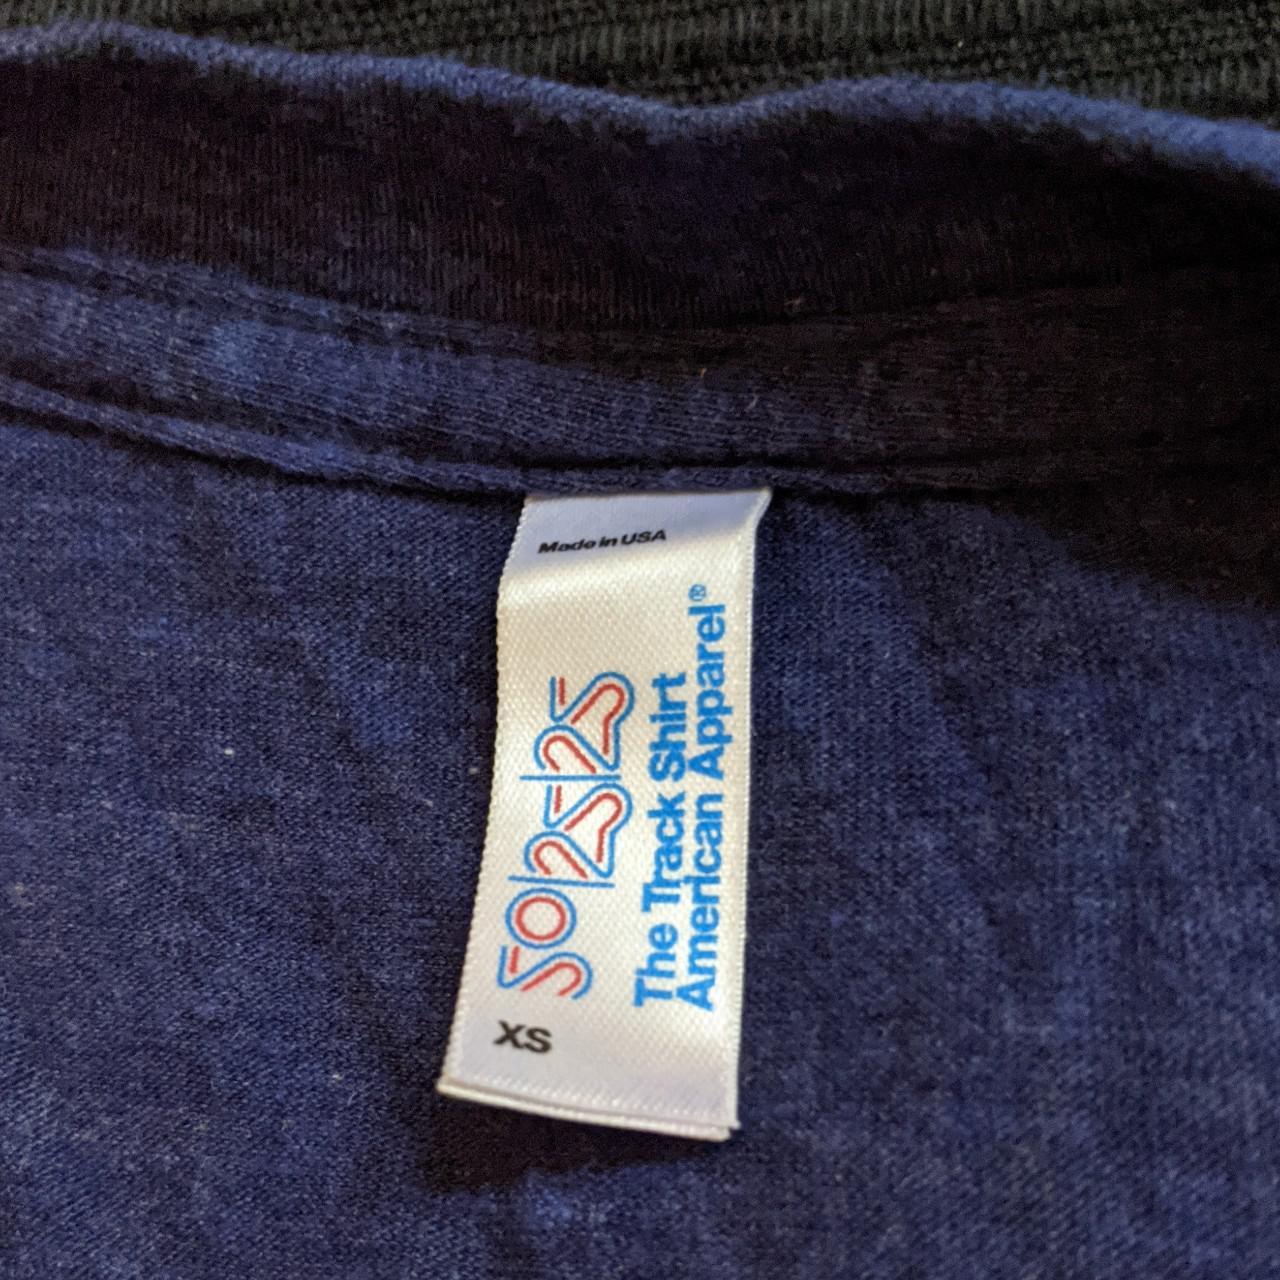 Made in USA
50/25/25
The Track Shirt
American Apparel®
XS